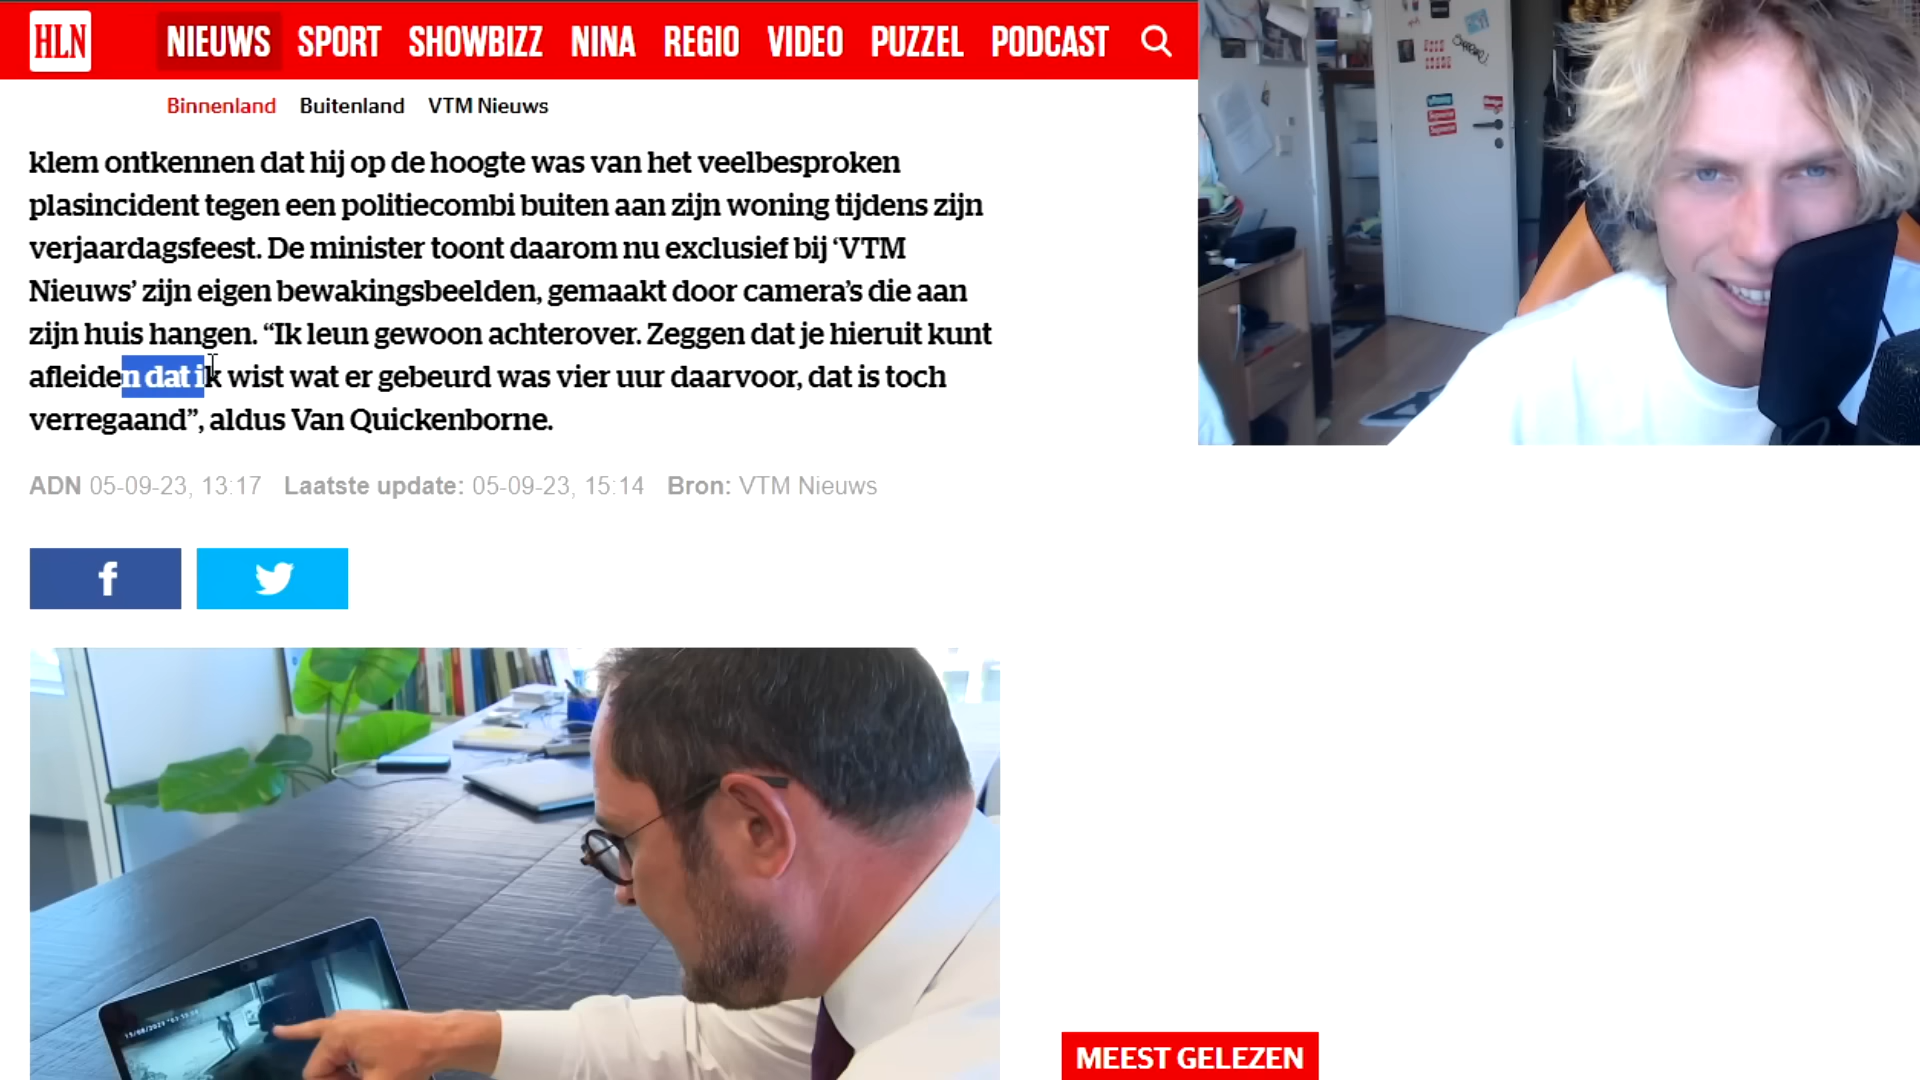 HLN
NIEUWS SPORT SHOWBIZZ NINA REGIO VIDEO PUZZEL PODCAST
Binnenland Buitenland VTM Nieuws
klem ontkennen dat hij op de hoogte was van het veelbesproken
plasincident tegen een politiecombi buiten aan zijn woning tijdens zijn
verjaardagsfeest. De minister toont daarom nu exclusief bij ‘VTM
Nieuws’ zijn eigen bewakingsbeelden, gemaakt door camera’s die aan
zijn huis hangen. “Ik leun gewoon achterover. Zeggen dat je hieruit kunt
afleiden dat ik wist wat er gebeurd was vier uur daarvoor, dat is toch
verregaand”, aldus Van Quickenborne.
ADN 05-09-23, 13:17 Laatste update: 05-09-23, 15:14 Bron: VTM Nieuws
f
MEEST GELEZEN